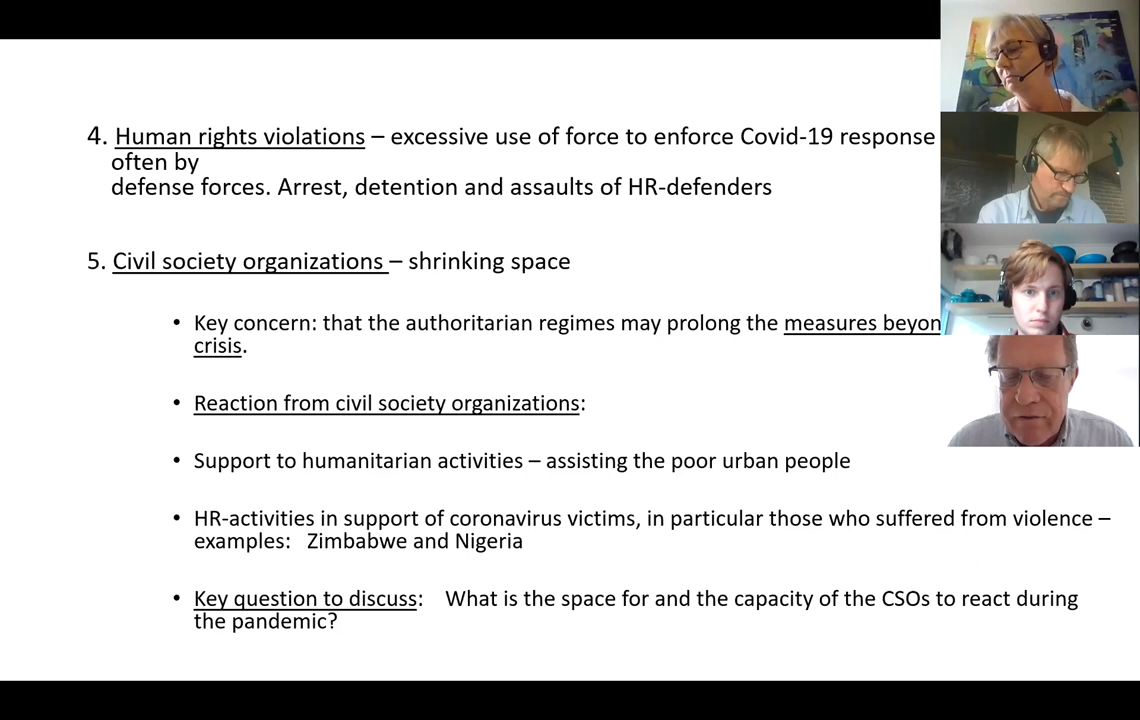 4. Human rights violations – excessive use of force to enforce Covid-19 response
often by
defense forces. Arrest, detention and assaults of HR-defenders
5. Civil society organizations – shrinking space
• Key concern: that the authoritarian regimes may prolong the measures
crisis.
• Reaction from civil society organizations:
• Support to humanitarian activities – assisting the poor urban people
• HR-activities in support of coronavirus victims, in particular those who suffered from violence –
examples: Zimbabwe and Nigeria
• Key question to discuss: What is the space for and the capacity of the CSOs to react during
the pandemic?